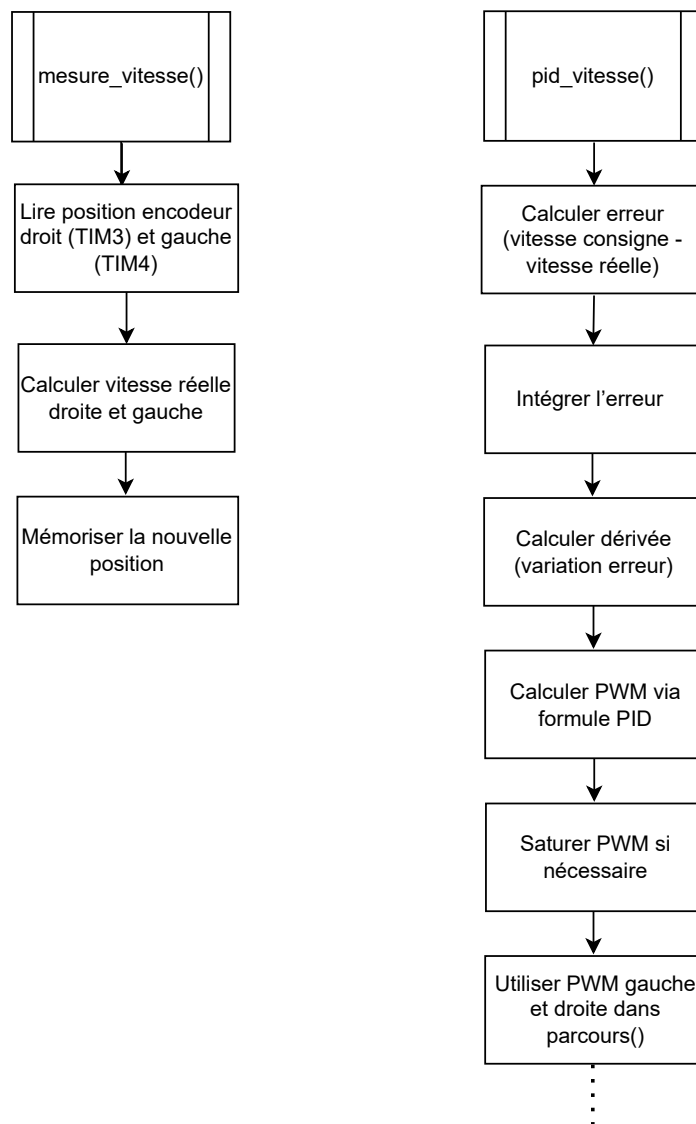 mesure_vitesse()
Lire position encodeur
droit (TIM3) et gauche
(TIM4)
Calculer vitesse réelle
droite et gauche
Mémoriser la nouvelle
position
pid_vitesse()
Calculer erreur
(vitesse consigne -
vitesse réelle)
Intégrer l’erreur
Calculer dérivée
(variation erreur)
Calculer PWM via
formule PID
Saturer PWM si
nécessaire
Utiliser PWM gauche
et droite dans
parcours()